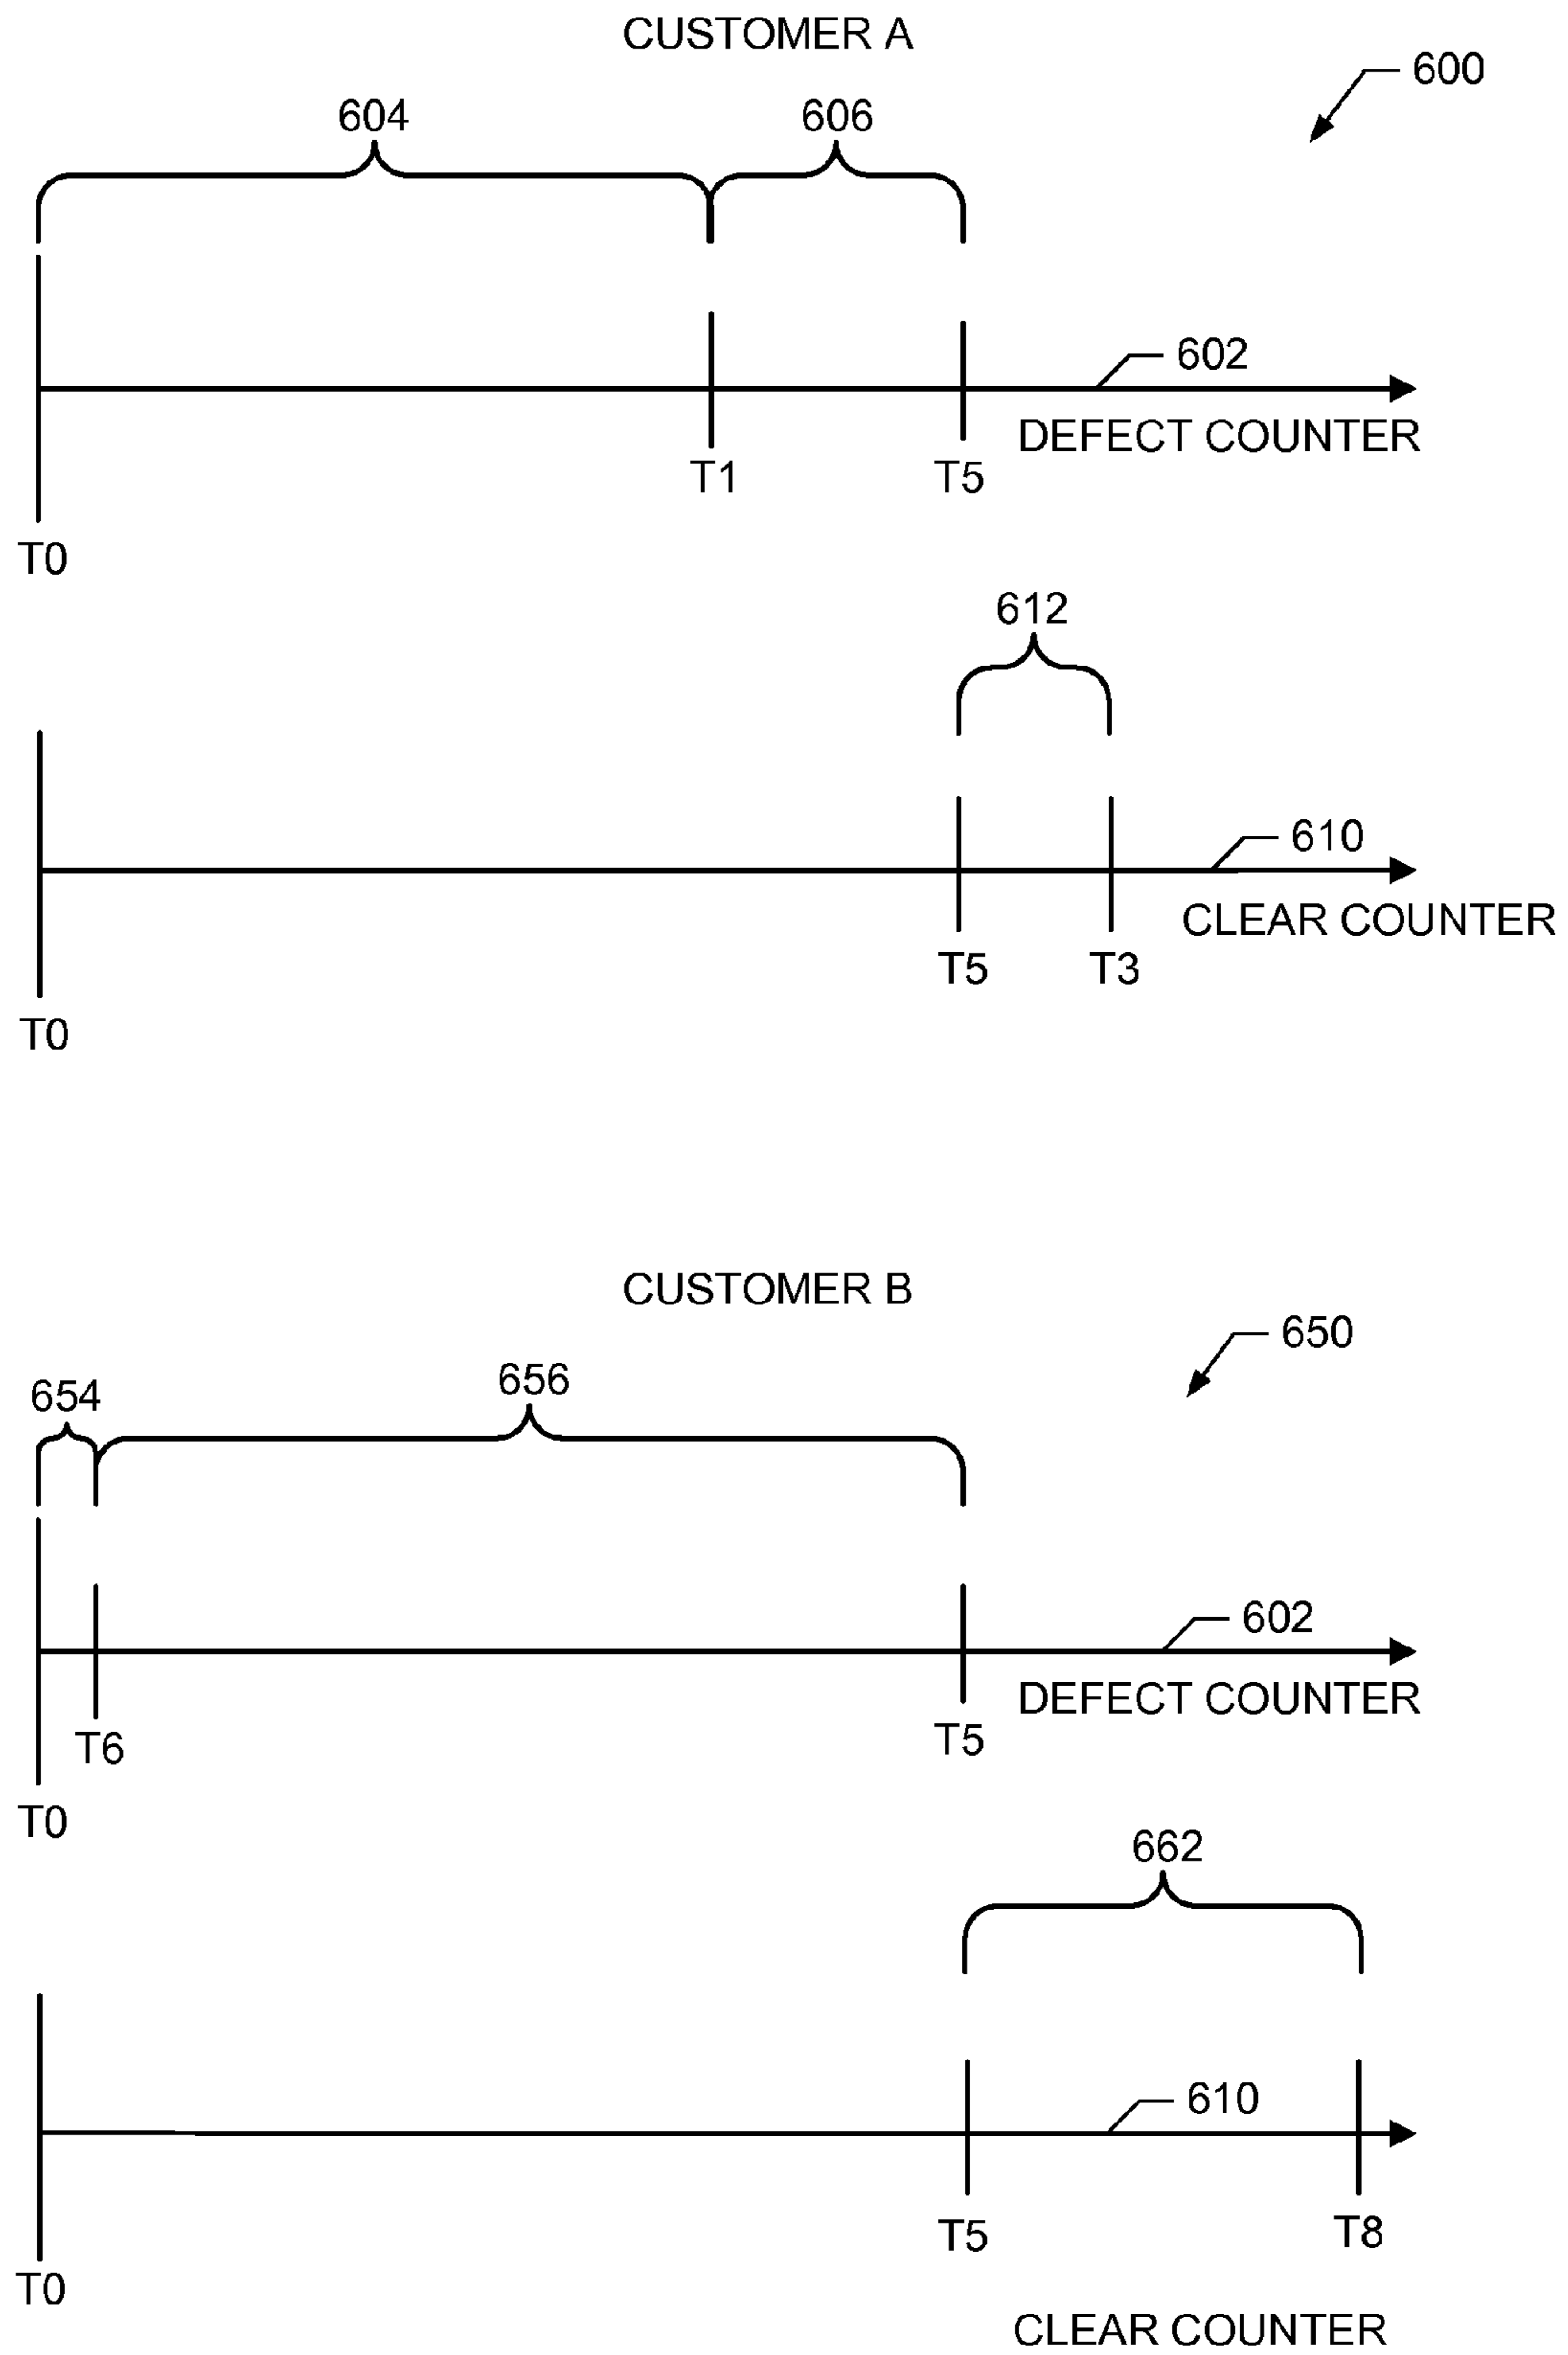 CUSTOMER A
600
604
606
602
DEFECT COUNTER
T1
T5
T0
612
610
CLEAR COUNTER
T5
T3
T0
CUSTOMER B
650
654
656
602
DEFECT COUNTER
T6
T5
T0
662
610
T5
T8
T0
CLEAR COUNTER